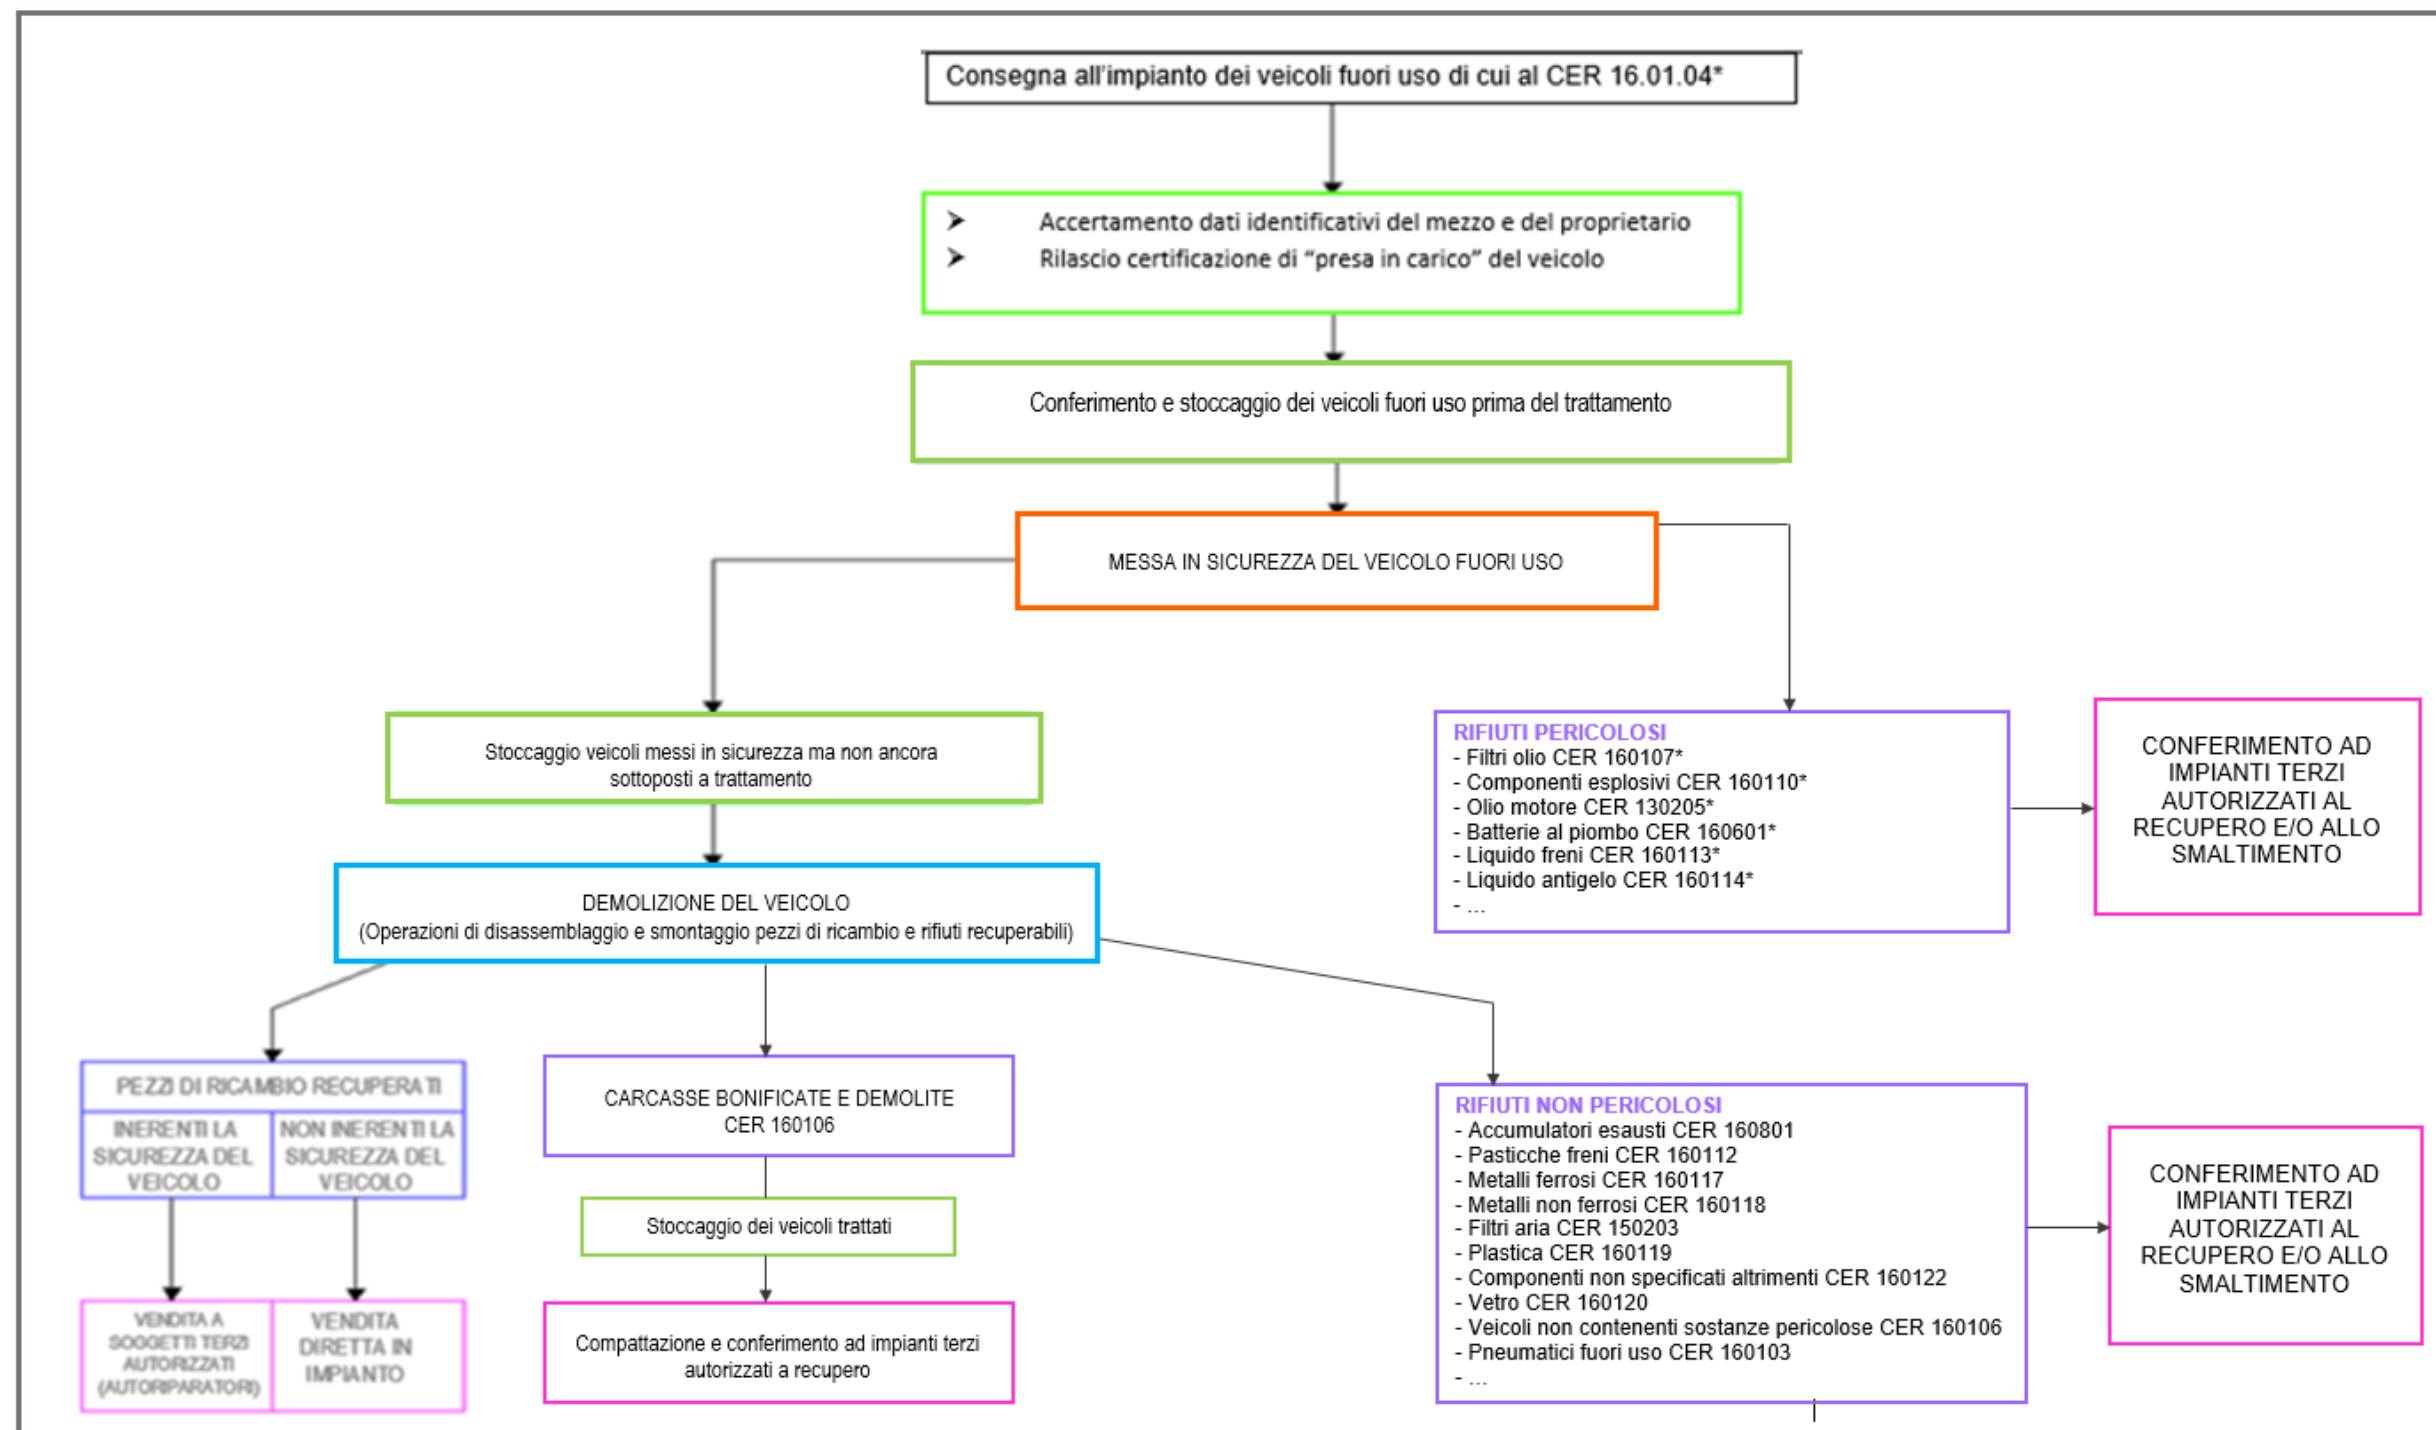 Consegna all'impianto dei veicoli fuori uso di cui al CER 16.01.04*
➢ Accertamento dati identificativi del mezzo e del proprietario
➢ Rilascio certificazione di “presa in carico” del veicolo
Conferimento e stoccaggio dei veicoli fuori uso prima del trattamento
MESSA IN SICUREZZA DEL VEICOLO FUORI USO
Stoccaggio veicoli messi in sicurezza ma non ancora
sottoposti a trattamento
RIFIUTI PERICOLOSI
- Filtri olio CER 160107*
- Componenti esplosivi CER 160110*
- Olio motore CER 130205*
- Batterie al piombo CER 160601*
- Liquido freni CER 160113*
- Liquido antigelo CER 160114*
- ...
CONFERIMENTO AD
IMPIANTI TERZI
AUTORIZZATI AL
RECUPERO E/O ALLO
SMALTIMENTO
DEMOLIZIONE DEL VEICOLO
(Operazioni di disassemblaggio e smontaggio pezzi di ricambio e rifiuti recuperabili)
PEZZI DI RICAMBIO RECUPERATI
INERENTI LA
SICUREZZA DEL
VEICOLO
NON INERENTI LA
SICUREZZA DEL
VEICOLO
VENDITA A
SOGGETTI TERZI
AUTORIZZATI
(AUTORIPARATORI)
VENDITA
DIRETTA IN
IMPIANTO
CARCASSE BONIFICATE E DEMOLITE
CER 160106
Stoccaggio dei veicoli trattati
Compattazione e conferimento ad impianti terzi
autorizzati a recupero
RIFIUTI NON PERICOLOSI
- Accumulatori esausti CER 160801
- Pasticche freni CER 160112
- Metalli ferrosi CER 160117
- Metalli non ferrosi CER 160118
- Filtri aria CER 150203
- Plastica CER 160119
- Componenti non specificati altrimenti CER 160122
- Vetro CER 160120
- Veicoli non contenenti sostanze pericolose CER 160106
- Pneumatici fuori uso CER 160103
- ...
CONFERIMENTO AD
IMPIANTI TERZI
AUTORIZZATI AL
RECUPERO E/O ALLO
SMALTIMENTO